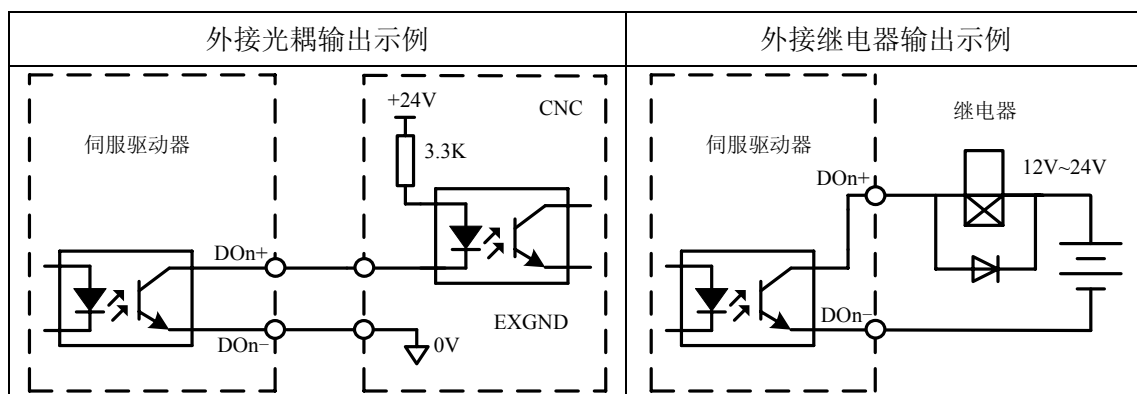 外接光耦输出示例
外接继电器输出示例
+24V
CNC
伺服驱动器
3.3K
DOn+
EXGND
DOn−
0V
继电器
伺服驱动器
12V~24V
DOn+
DOn−